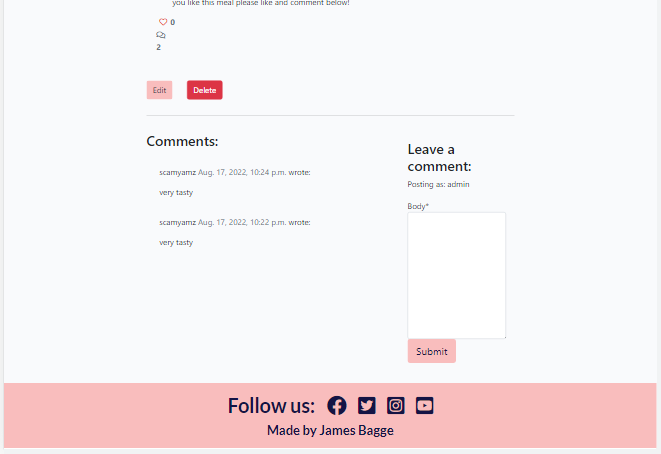 you like this meal please like and comment below!
0
2
Edit Delete
Comments:
scamyamz Aug. 17, 2022, 10:24 p.m. wrote:
very tasty
scamyamz Aug. 17, 2022, 10:22 p.m. wrote:
very tasty
Leave a
comment:
Posting as: admin
Body*
Submit
Follow us:
Made by James Bagge